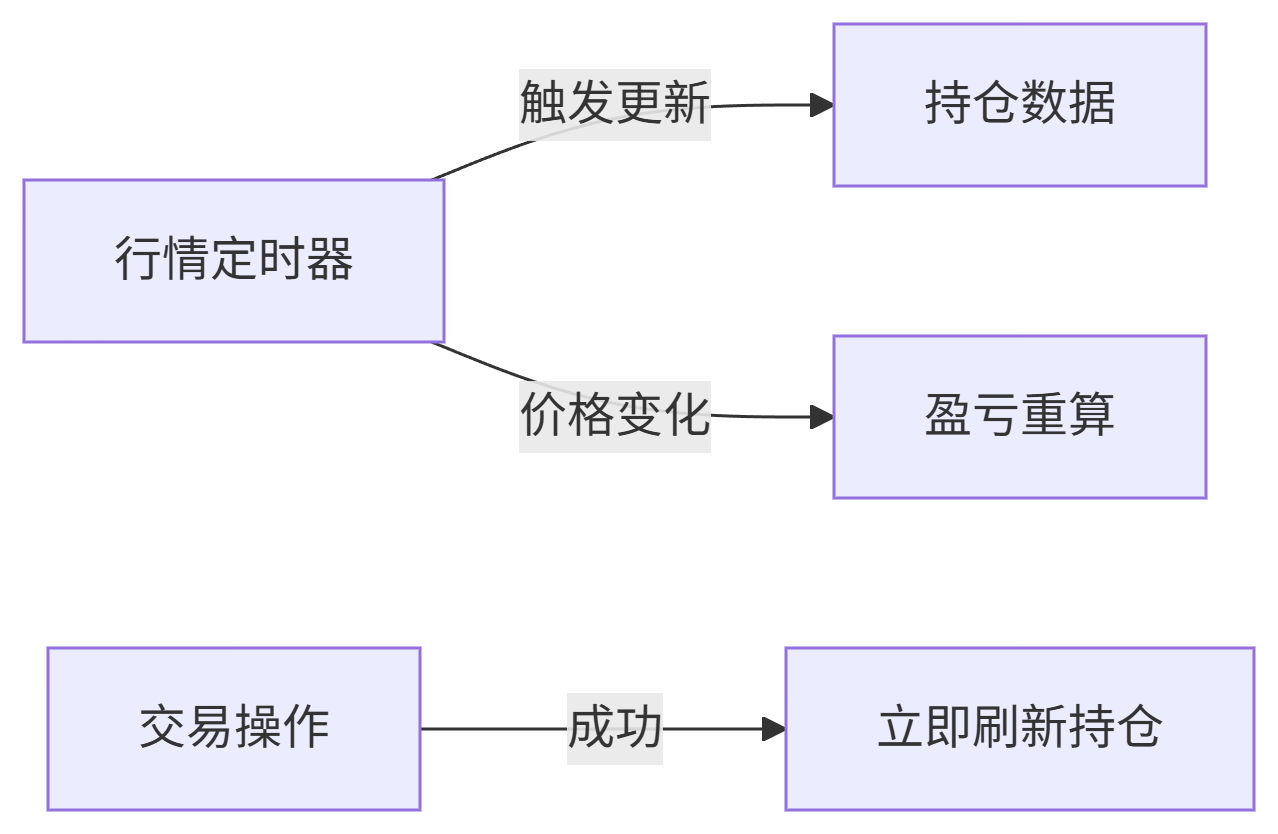 触发更新
持仓数据
行情定时器
价格变化
盈亏重算
交易操作
成功
立即刷新持仓